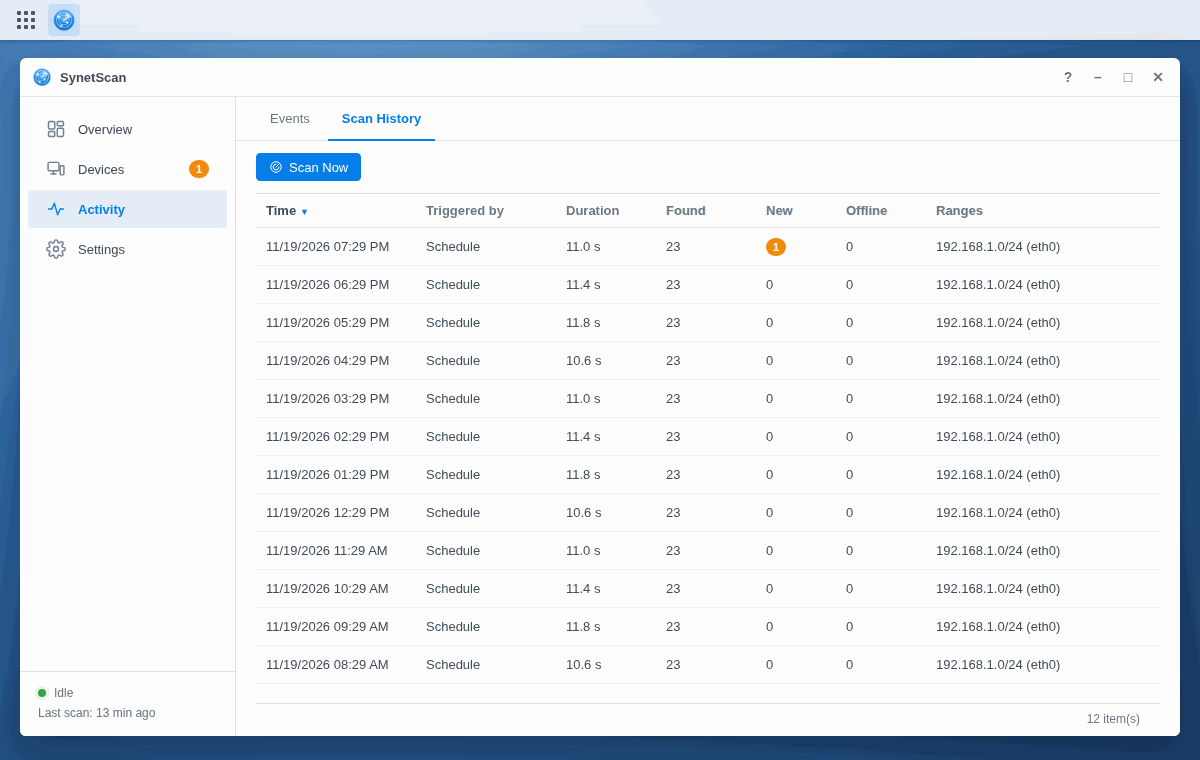 SynetScan
? – □ ✕
Overview
Devices 1
Activity
Settings
Idle
Last scan: 13 min ago
Events Scan History
Scan Now
Time ▼ Triggered by Duration Found New Offline Ranges
11/19/2026 07:29 PM Schedule 11.0 s 23 1 0 192.168.1.0/24 (eth0)
11/19/2026 06:29 PM Schedule 11.4 s 23 0 0 192.168.1.0/24 (eth0)
11/19/2026 05:29 PM Schedule 11.8 s 23 0 0 192.168.1.0/24 (eth0)
11/19/2026 04:29 PM Schedule 10.6 s 23 0 0 192.168.1.0/24 (eth0)
11/19/2026 03:29 PM Schedule 11.0 s 23 0 0 192.168.1.0/24 (eth0)
11/19/2026 02:29 PM Schedule 11.4 s 23 0 0 192.168.1.0/24 (eth0)
11/19/2026 01:29 PM Schedule 11.8 s 23 0 0 192.168.1.0/24 (eth0)
11/19/2026 12:29 PM Schedule 10.6 s 23 0 0 192.168.1.0/24 (eth0)
11/19/2026 11:29 AM Schedule 11.0 s 23 0 0 192.168.1.0/24 (eth0)
11/19/2026 10:29 AM Schedule 11.4 s 23 0 0 192.168.1.0/24 (eth0)
11/19/2026 09:29 AM Schedule 11.8 s 23 0 0 192.168.1.0/24 (eth0)
11/19/2026 08:29 AM Schedule 10.6 s 23 0 0 192.168.1.0/24 (eth0)
12 item(s)